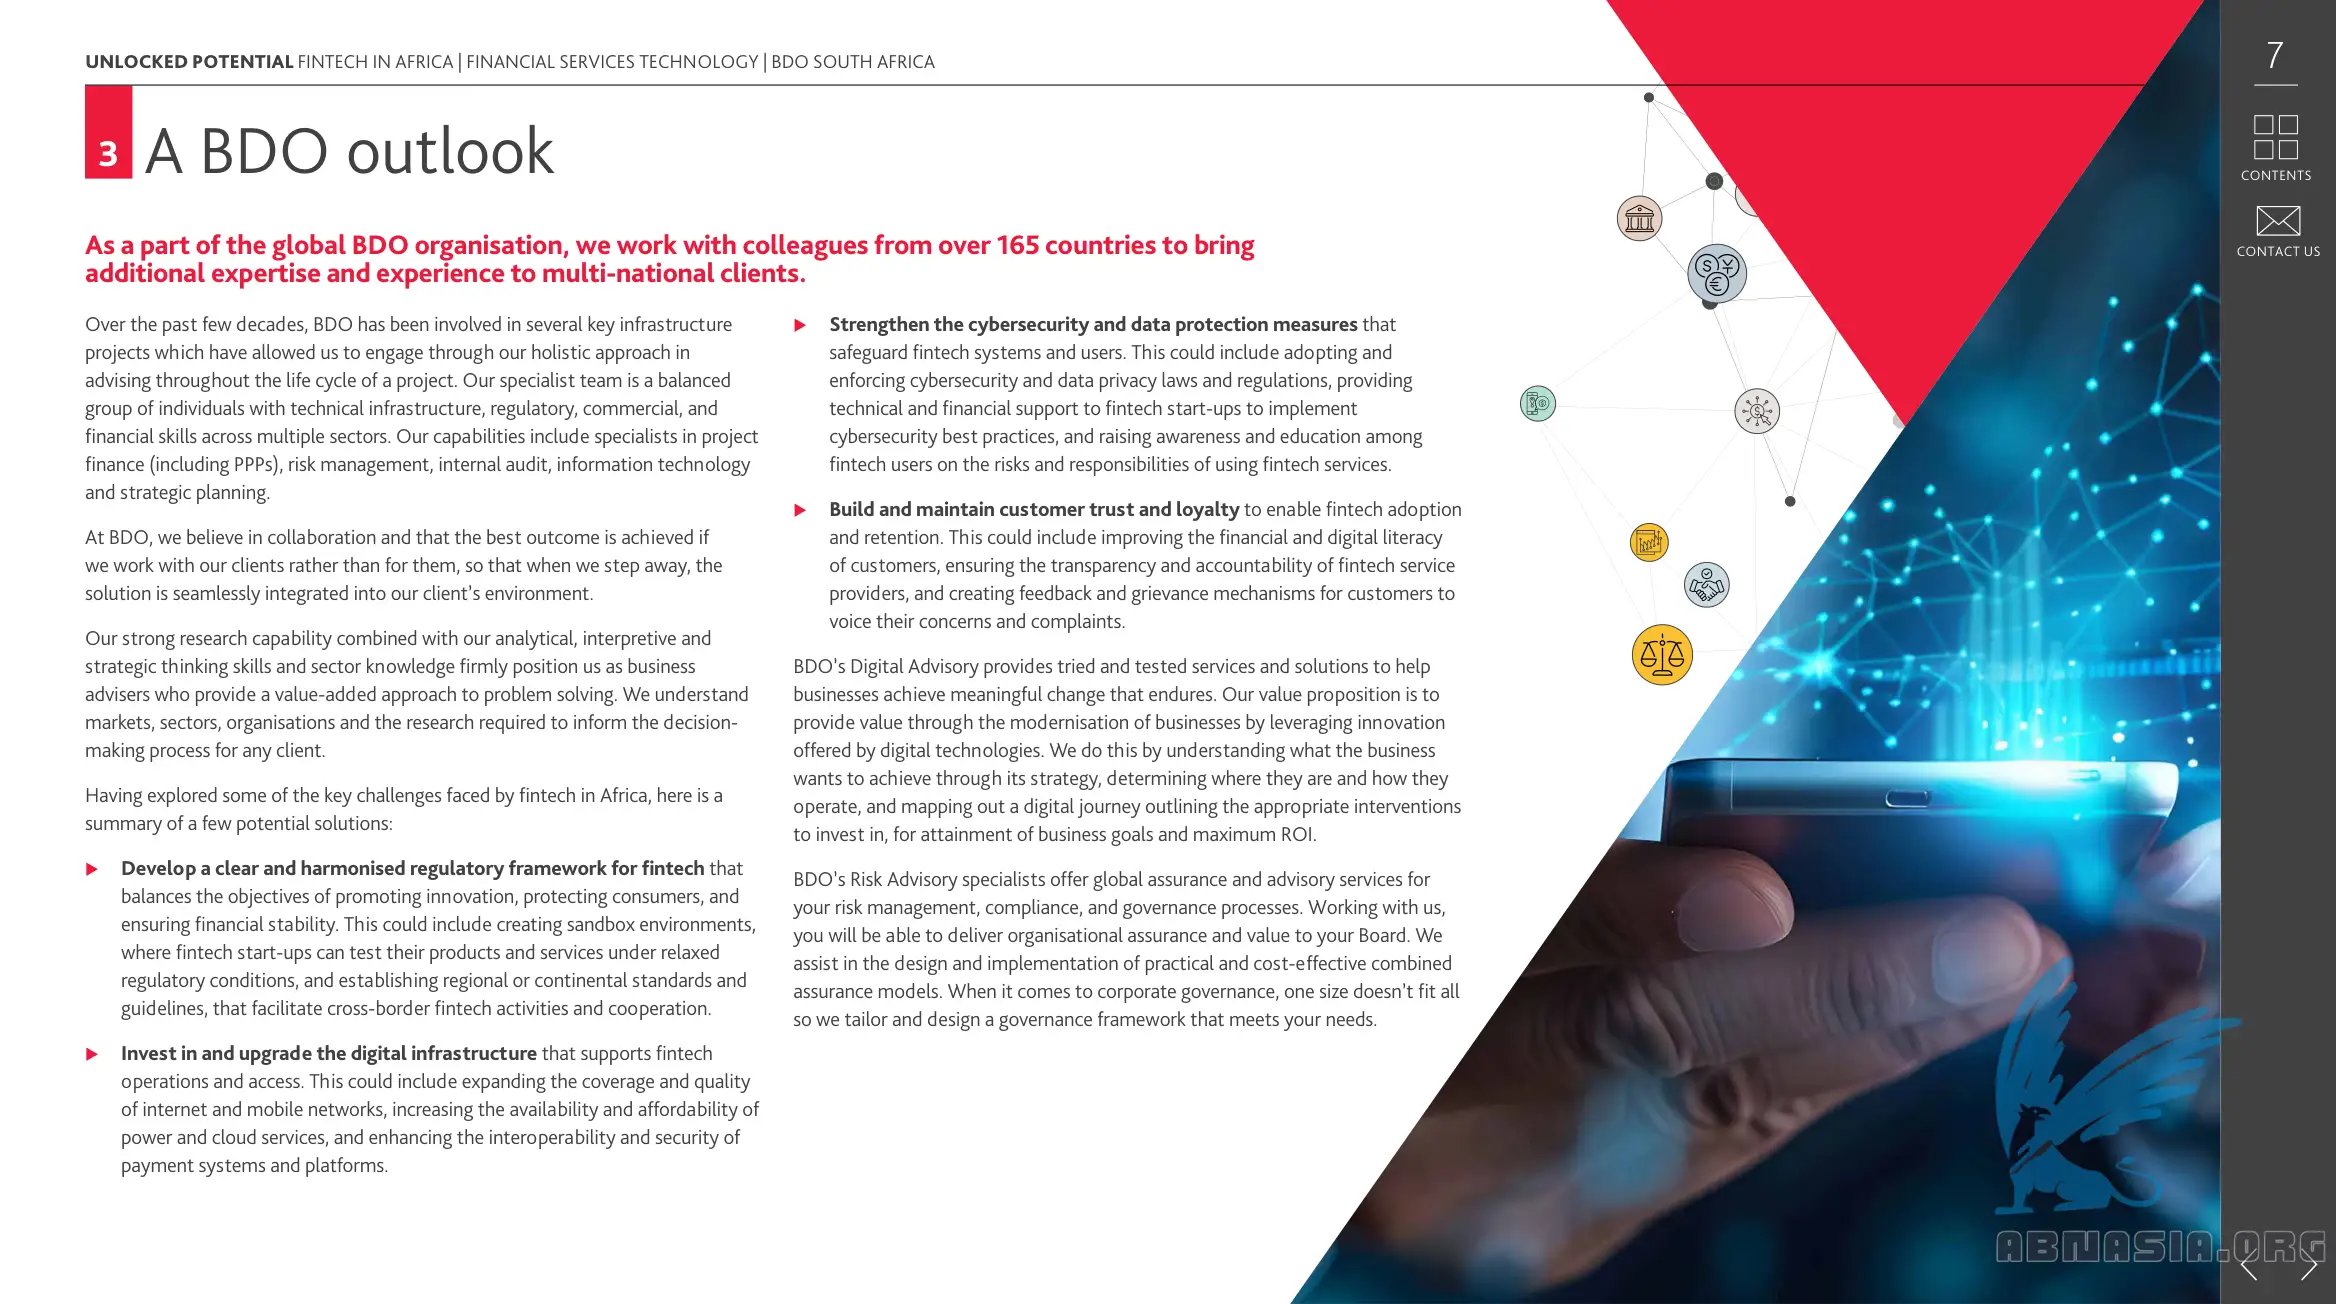 UNLOCKED POTENTIAL FINTECH IN AFRICA | FINANCIAL SERVICES TECHNOLOGY | BDO SOUTH AFRICA
3 A BDO outlook
As a part of the global BDO organisation, we work with colleagues from over 165 countries to bring
additional expertise and experience to multi-national clients.
Over the past few decades, BDO has been involved in several key infrastructure
projects which have allowed us to engage through our holistic approach in
advising throughout the life cycle of a project. Our specialist team is a balanced
group of individuals with technical infrastructure, regulatory, commercial, and
financial skills across multiple sectors. Our capabilities include specialists in project
finance (including PPPs), risk management, internal audit, information technology
and strategic planning.
At BDO, we believe in collaboration and that the best outcome is achieved if
we work with our clients rather than for them, so that when we step away, the
solution is seamlessly integrated into our client's environment.
Our strong research capability combined with our analytical, interpretive and
strategic thinking skills and sector knowledge firmly position us as business
advisers who provide a value-added approach to problem solving. We understand
markets, sectors, organisations and the research required to inform the decision-
making process for any client.
Having explored some of the key challenges faced by fintech in Africa, here is a
summary of a few potential solutions:
▶ Develop a clear and harmonised regulatory framework for fintech that
balances the objectives of promoting innovation, protecting consumers, and
ensuring financial stability. This could include creating sandbox environments,
where fintech start-ups can test their products and services under relaxed
regulatory conditions, and establishing regional or continental standards and
guidelines, that facilitate cross-border fintech activities and cooperation.
▶ Invest in and upgrade the digital infrastructure that supports fintech
operations and access. This could include expanding the coverage and quality
of internet and mobile networks, increasing the availability and affordability of
power and cloud services, and enhancing the interoperability and security of
payment systems and platforms.
▶ Strengthen the cybersecurity and data protection measures that
safeguard fintech systems and users. This could include adopting and
enforcing cybersecurity and data privacy laws and regulations, providing
technical and financial support to fintech start-ups to implement
cybersecurity best practices, and raising awareness and education among
fintech users on the risks and responsibilities of using fintech services.
▶ Build and maintain customer trust and loyalty to enable fintech adoption
and retention. This could include improving the financial and digital literacy
of customers, ensuring the transparency and accountability of fintech service
providers, and creating feedback and grievance mechanisms for customers to
voice their concerns and complaints.
BDO's Digital Advisory provides tried and tested services and solutions to help
businesses achieve meaningful change that endures. Our value proposition is to
provide value through the modernisation of businesses by leveraging innovation
offered by digital technologies. We do this by understanding what the business
wants to achieve through its strategy, determining where they are and how they
operate, and mapping out a digital journey outlining the appropriate interventions
to invest in, for attainment of business goals and maximum ROI.
BDO's Risk Advisory specialists offer global assurance and advisory services for
your risk management, compliance, and governance processes. Working with us,
you will be able to deliver organisational assurance and value to your Board. We
assist in the design and implementation of practical and cost-effective combined
assurance models. When it comes to corporate governance, one size doesn't fit all
so we tailor and design a governance framework that meets your needs.
7
CONTENTS
CONTACT US
ABNASIA.ORG